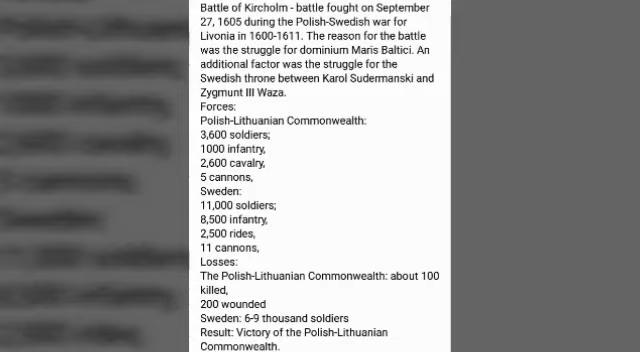 Battle of Kircholm - battle fought on September
27, 1605 during the Polish-Swedish war for
Livonia in 1600-1611. The reason for the battle
was the struggle for dominium Maris Baltici. An
additional factor was the struggle for the
Swedish throne between Karol Sudermanski and
Zygmunt III Waza.
Forces:
Polish-Lithuanian Commonwealth:
3,600 soldiers;
1000 infantry,
2,600 cavalry,
5 cannons,
Sweden:
11,000 soldiers;
8,500 infantry,
2,500 rides,
11 cannons,
Losses:
The Polish-Lithuanian Commonwealth: about 100
killed,
200 wounded
Sweden: 6-9 thousand soldiers
Result: Victory of the Polish-Lithuanian
Commonwealth.